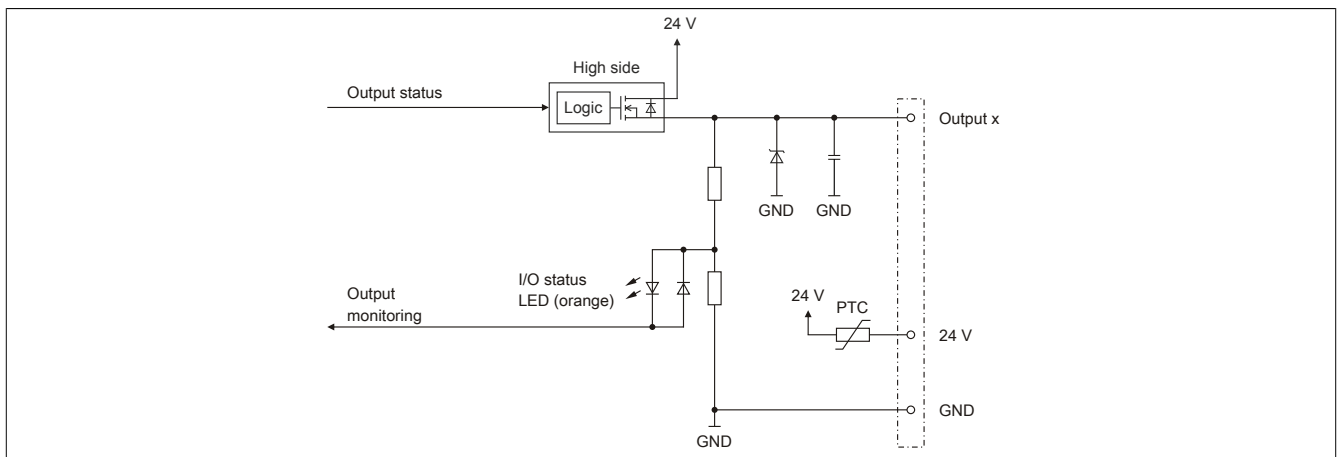 24 V
High side
Output status
Logic
Output x
GND
GND
I/O status
LED (orange)
Output
monitoring
24 V
PTC
24 V
GND
GND